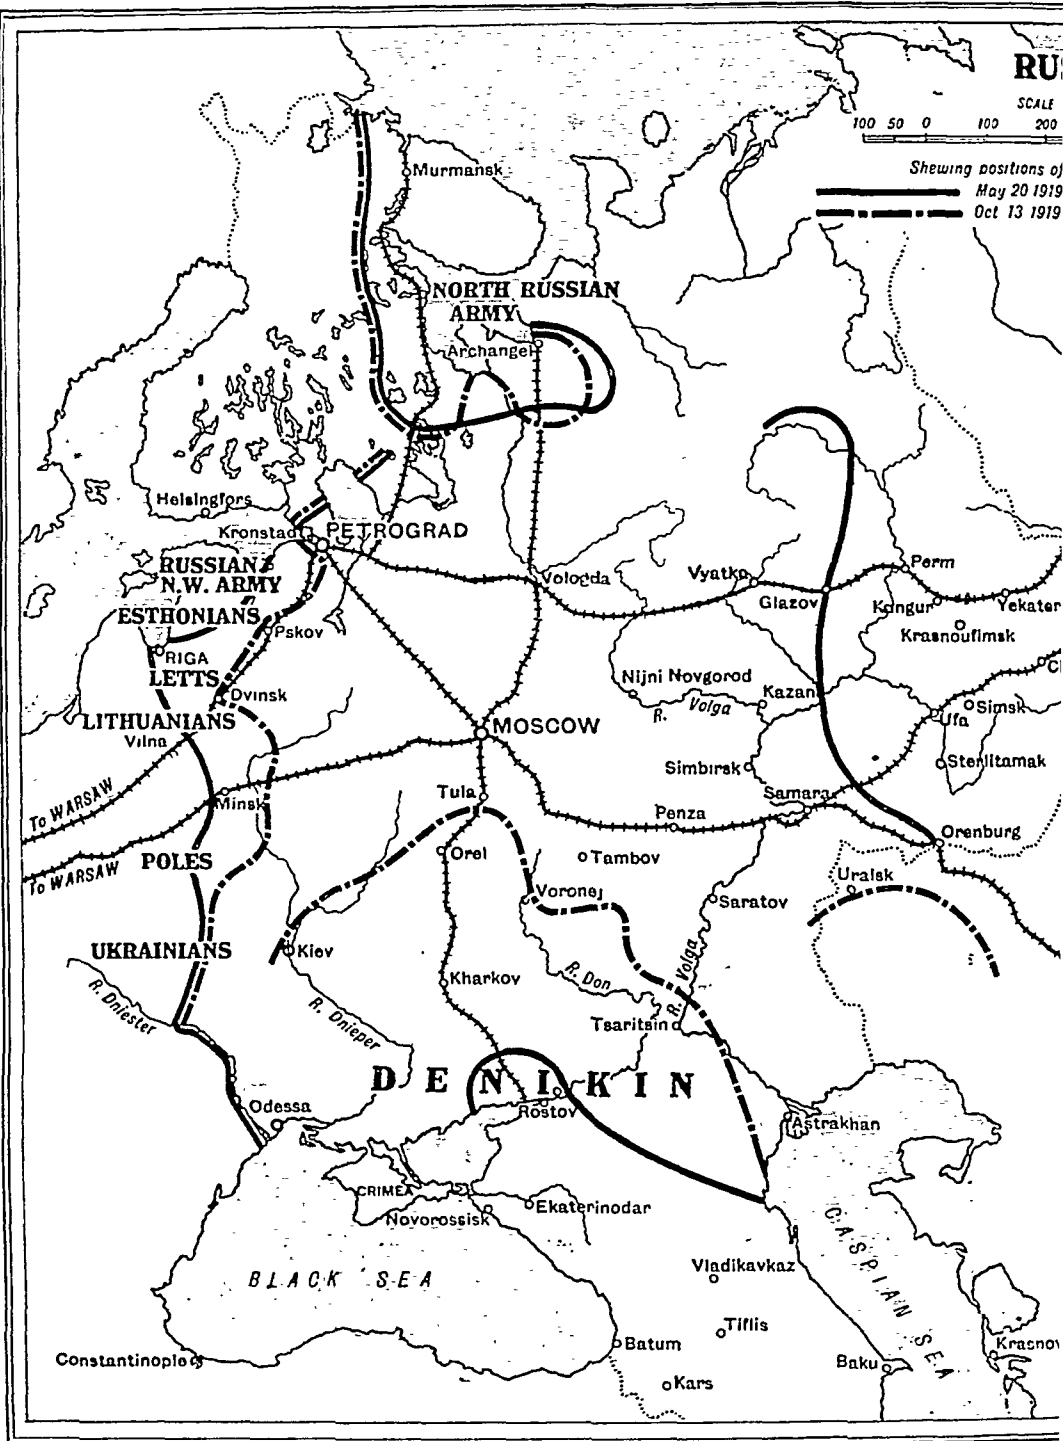 RUS
SCALE
100 50 0 100 200
Shewing positions of
May 20 1919
Oct 13 1919
Murmansk
NORTH RUSSIAN
ARMY
Archangel
Helsingfors
Kronstadt
PETROGRAD
RUSSIAN
N.W. ARMY
ESTHONIANS
Pskov
RIGA
LETTS
Dvinsk
LITHUANIANS
Vilna
To WARSAW
Minsk
To WARSAW
POLES
UKRAINIANS
Vologda
Vyatka
Glazov
Perm
Kungur
Yekater
Krasnoufimsk
Nijni Novgorod
R. Volga
Kazan
MOSCOW
Ufa
Simsk
Simbirsk
Sterlitamak
Samara
Tula
Penza
Orenburg
Orel
Tambov
Uralsk
Voronej
Saratov
Kiev
R. Volga
R. Don
Kharkov
R. Dniester
R. Dnieper
Tsaritsin
DENIKIN
Odessa
Rostov
Astrakhan
CRIMEA
Novorossisk
Ekaterinodar
BLACK SEA
CASPIAN SEA
Vladikavkaz
Tiflis
Batum
Constantinople
Baku
Krasnov
Kars